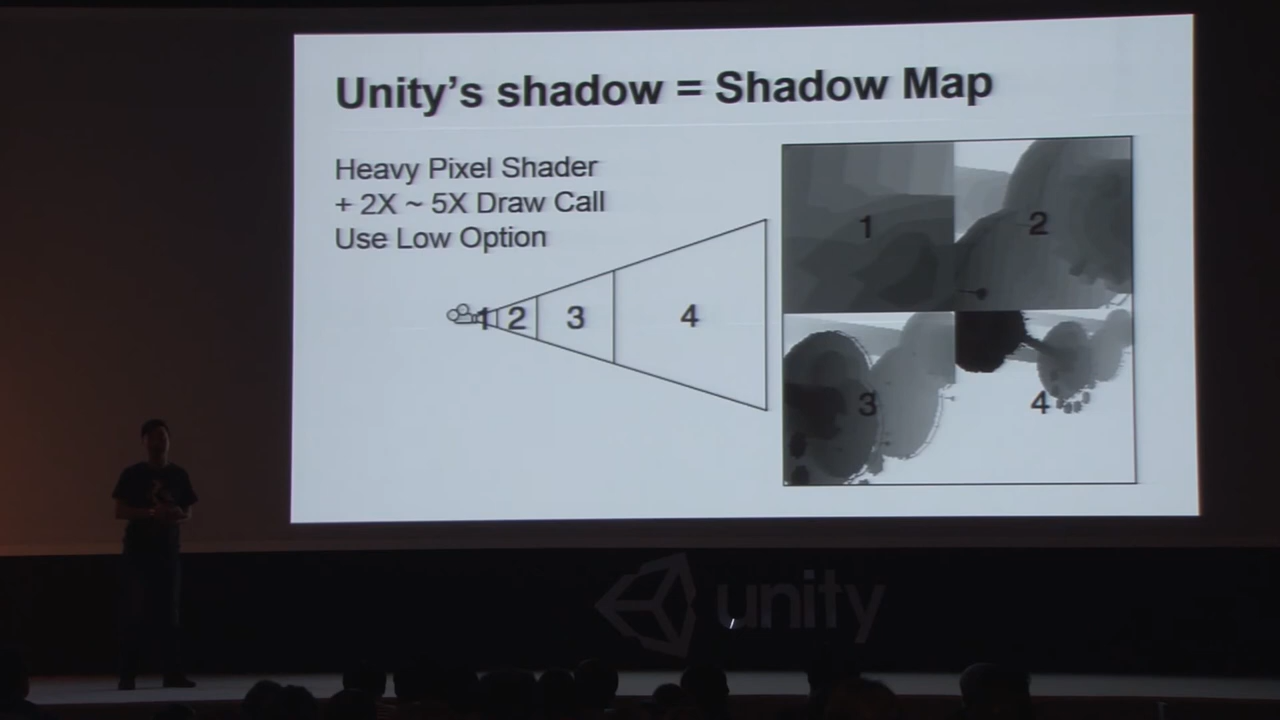 Unity's shadow = Shadow Map
Heavy Pixel Shader
+ 2X ~ 5X Draw Call
Use Low Option
1 2 3 4
1 2
3 4
unity